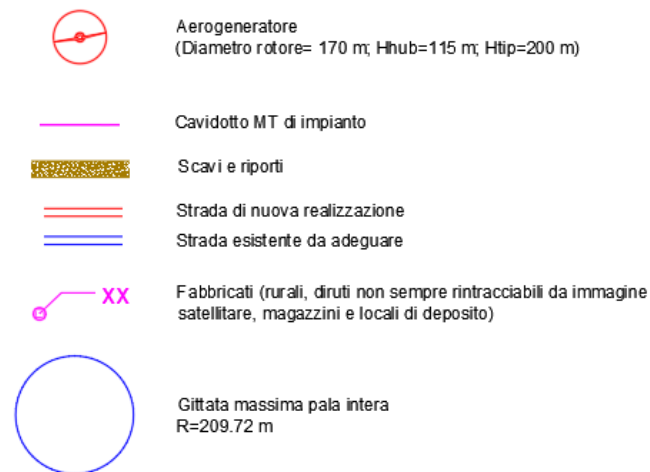 Aerogeneratore
(Diametro rotore= 170 m; Hhub=115 m; Htip=200 m)
Cavidotto MT di impianto
Scavi e riporti
Strada di nuova realizzazione
Strada esistente da adeguare
XX
Fabbricati (rurali, diruti non sempre rintracciabili da immagine
satellitare, magazzini e locali di deposito)
Gittata massima pala intera
R=209.72 m